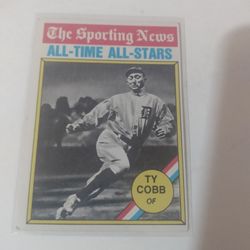 The Sporting News
ALL-TIME ALL-STARS
D
TY
COBB
OF